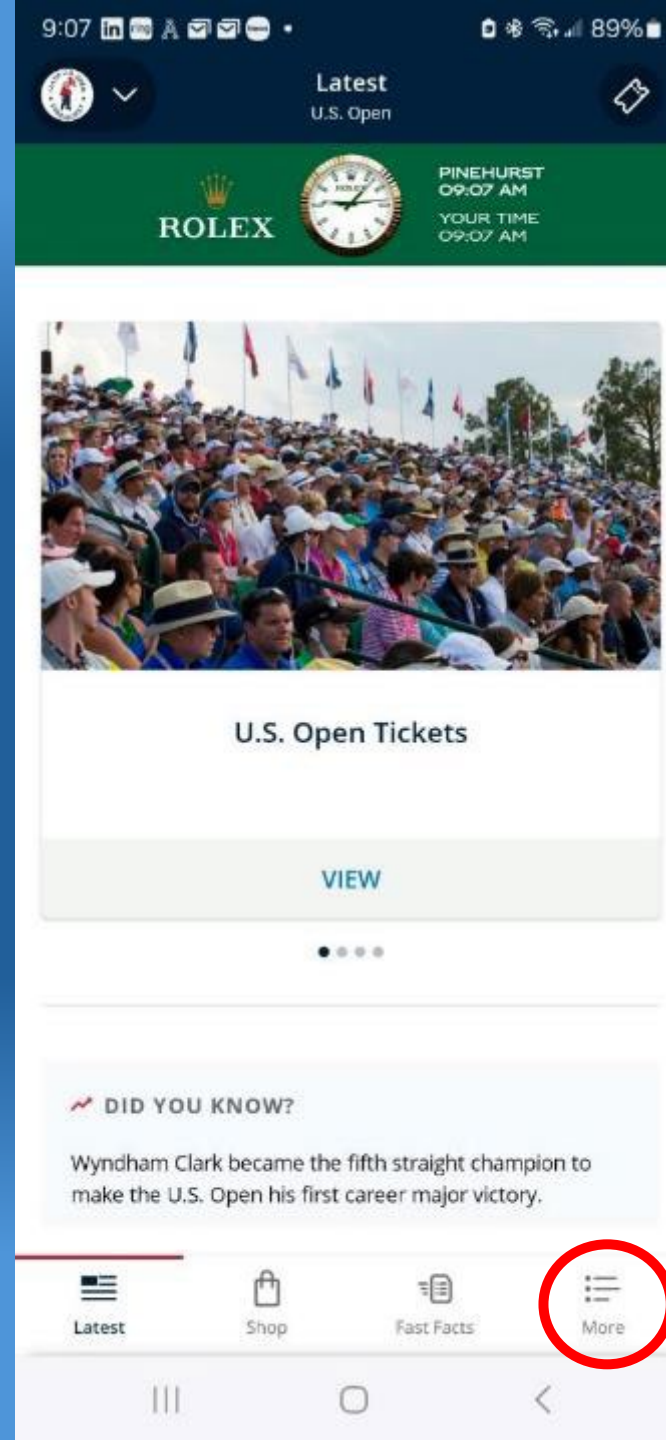 9:07
89%
Latest
U.S. Open
ROLEX
PINEHURST
09:07 AM
YOUR TIME
09:07 AM
U.S. Open Tickets
VIEW
DID YOU KNOW?
Wyndham Clark became the fifth straight champion to
make the U.S. Open his first career major victory.
Latest
Shop
Fast Facts
More